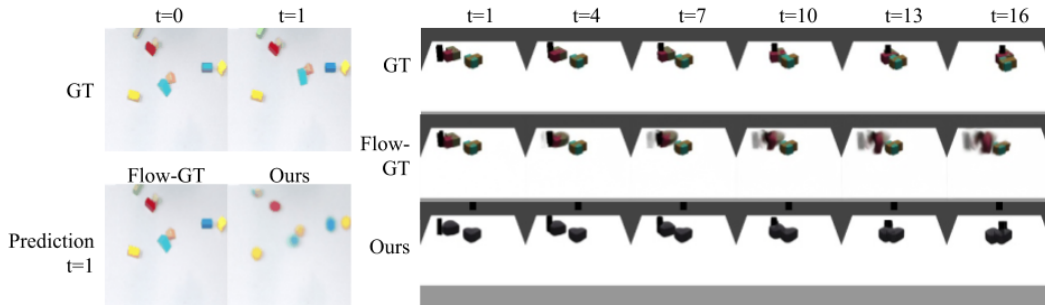 t=0 t=1
GT
Flow-GT Ours
Prediction
t=1
t=1 t=4 t=7 t=10 t=13 t=16
GT
Flow-
GT
Ours